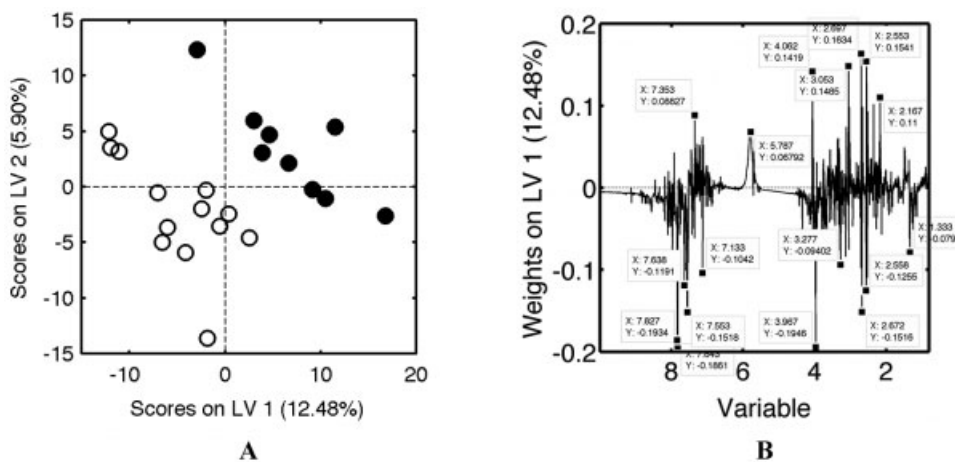 15
10
5
0
-5
-10
-15
-10
0
10
20
Scores on LV 2 (5.90%)
Scores on LV 1 (12.48%)
A
0.2
0.1
0
-0.1
-0.2
8
6
4
2
Weights on LV 1 (12.48%)
Variable
X: 7.353
Y: 0.08827
X: 5.787
Y: 0.06792
X: 4.062
Y: 0.1419
X: 3.053
Y: 0.1485
X: 2.697
Y: 0.1634
X: 2.553
Y: 0.1541
X: 2.167
Y: 0.11
X: 7.638
Y: -0.1191
X: 7.133
Y: -0.1042
X: 7.827
Y: -0.1934
X: 7.553
Y: -0.1518
Y: -0.1861
X: 3.967
Y: -0.1946
X: 3.277
Y: -0.09402
X: 2.558
Y: -0.1255
X: 2.672
Y: -0.1516
1.333
-0.079
B